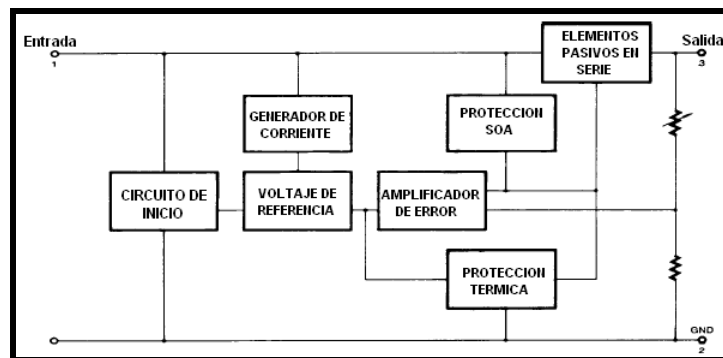 Entrada
1
ELEMENTOS
PASIVOS EN
SERIE
Salida
3
GENERADOR DE
CORRIENTE
PROTECCION
SOA
CIRCUITO DE
INICIO
VOLTAJE DE
REFERENCIA
AMPLIFICADOR
DE ERROR
PROTECCION
TERMICA
GND
2